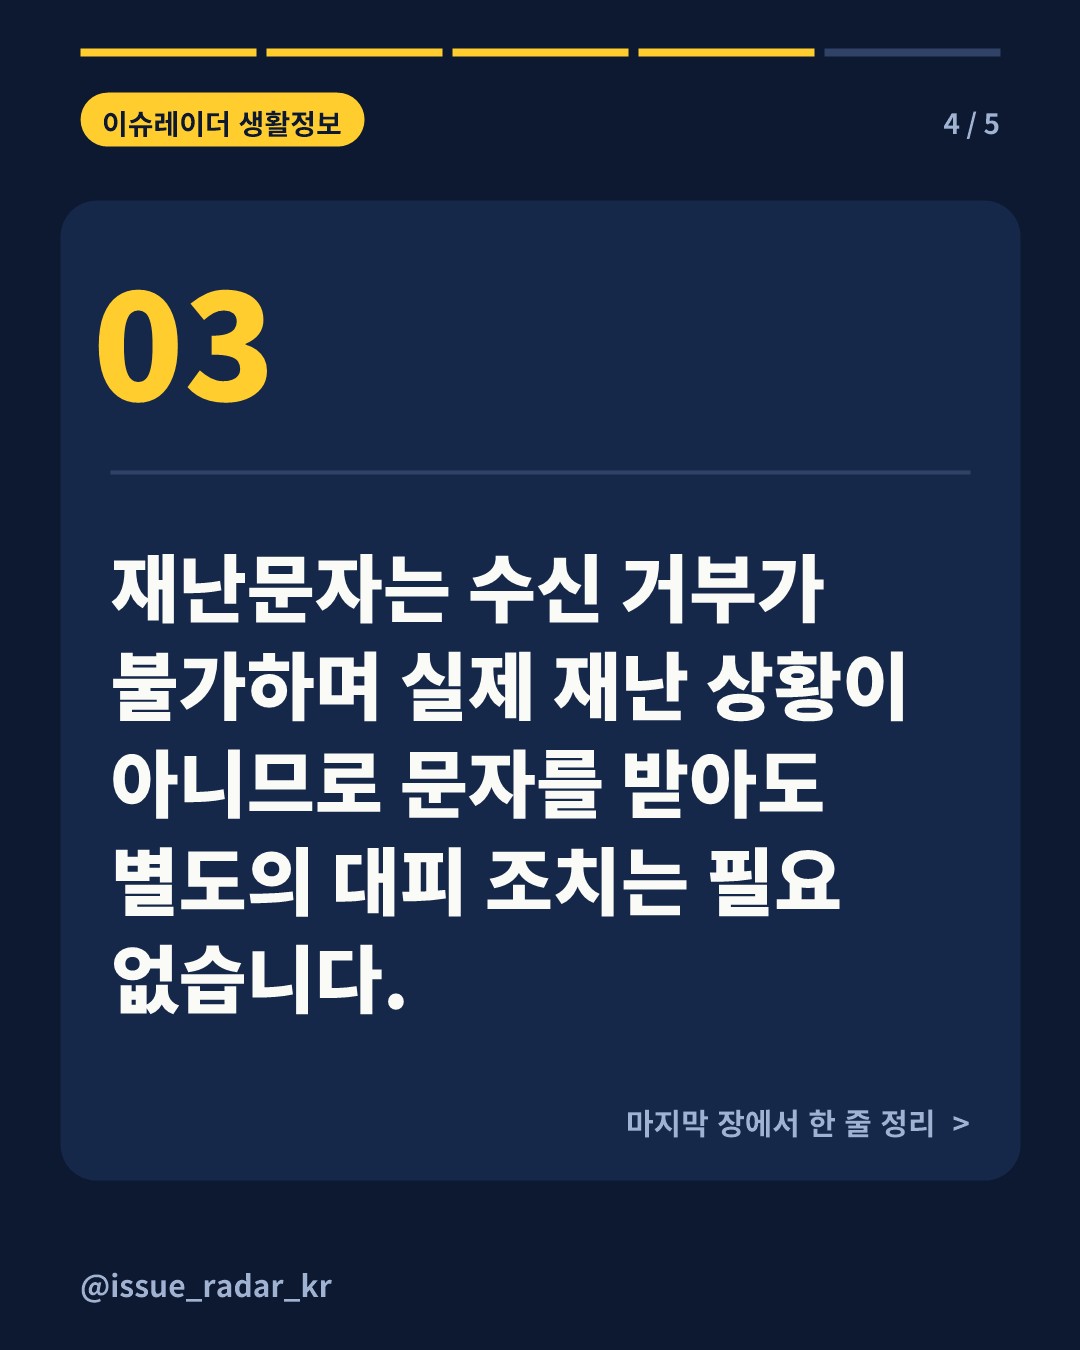 이슈레이더 생활정보
4 / 5
03
재난문자는 수신 거부가
불가하며 실제 재난 상황이
아니므로 문자를 받아도
별도의 대피 조치는 필요
없습니다.
마지막 장에서 한 줄 정리 >
@issue_radar_kr